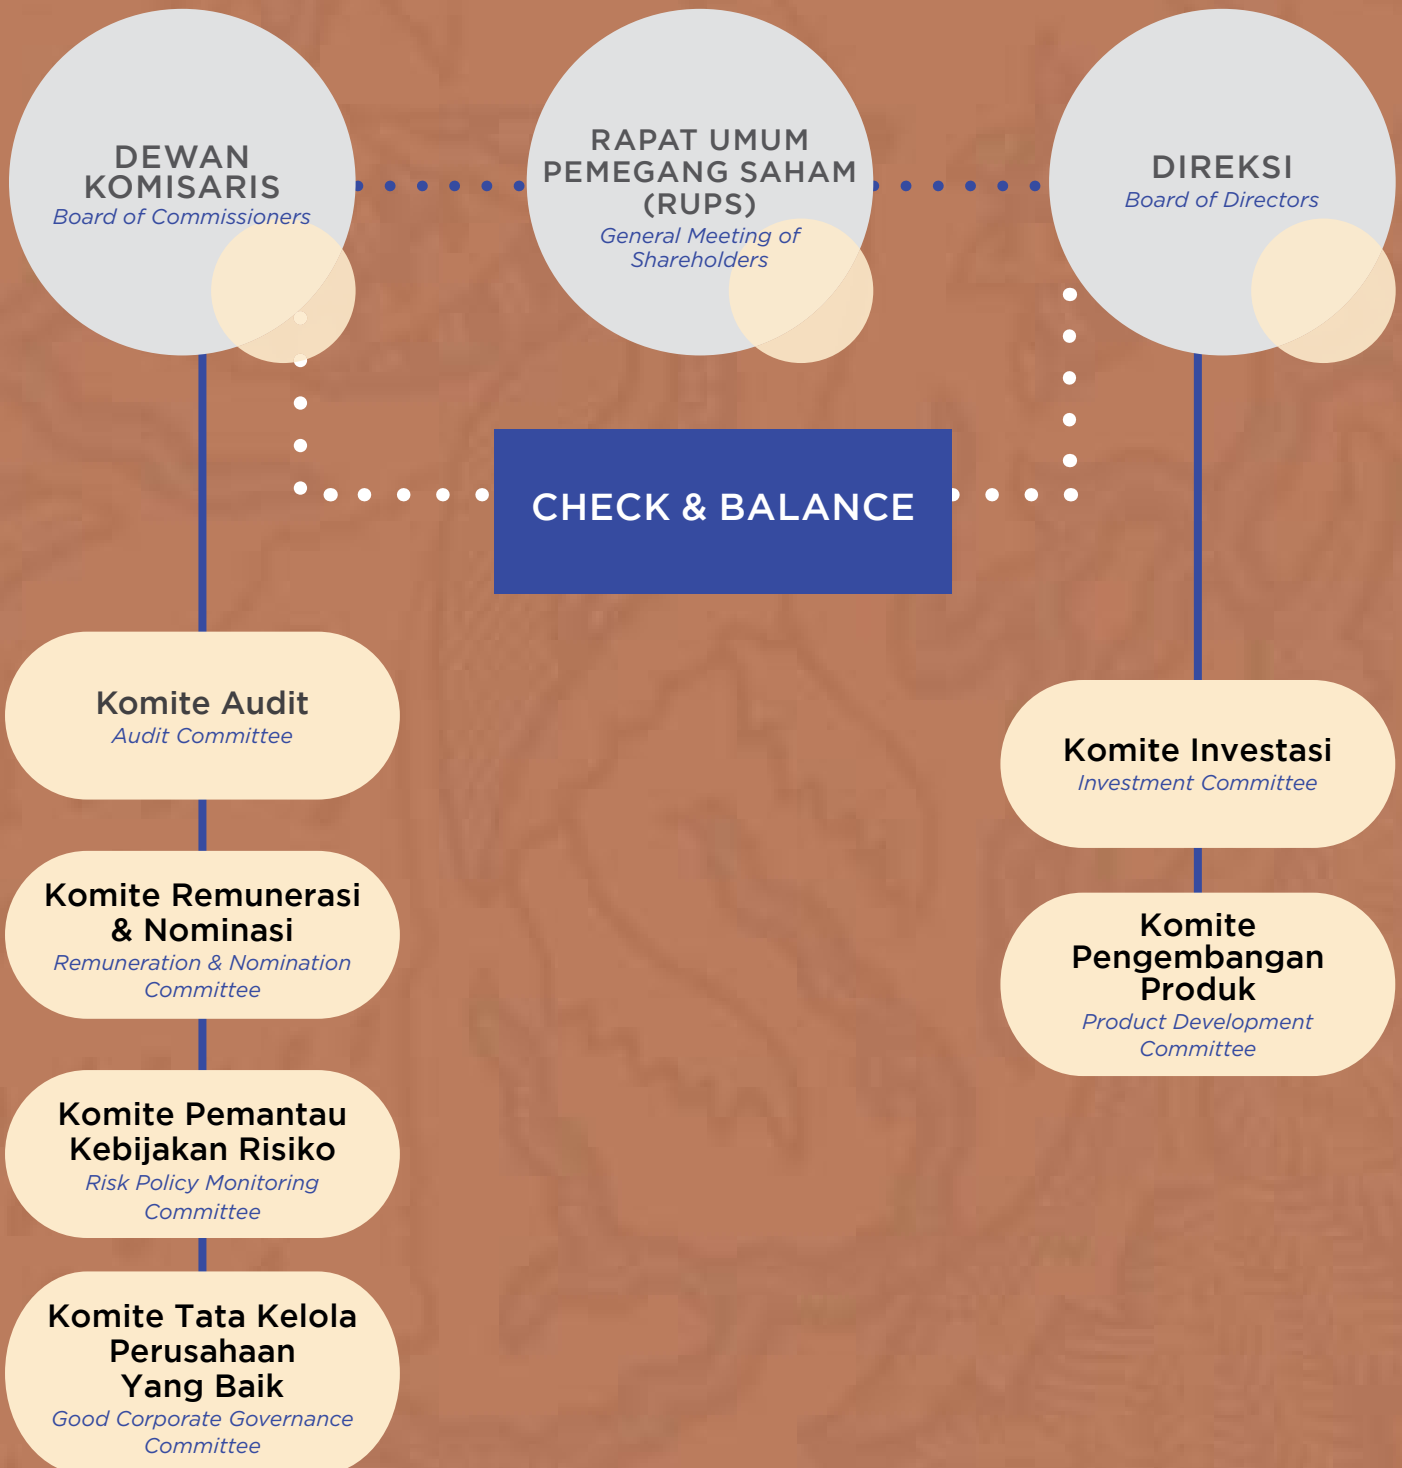 DEWAN
KOMISARIS
Board of Commissioners
RAPAT UMUM
PEMEGANG SAHAM
(RUPS)
General Meeting of
Shareholders
DIREKSI
Board of Directors
CHECK & BALANCE
Komite Audit
Audit Committee
Komite Remunerasi
& Nominasi
Remuneration & Nomination
Committee
Komite Pemantau
Kebijakan Risiko
Risk Policy Monitoring
Committee
Komite Tata Kelola
Perusahaan
Yang Baik
Good Corporate Governance
Committee
Komite Investasi
Investment Committee
Komite
Pengembangan
Produk
Product Development
Committee